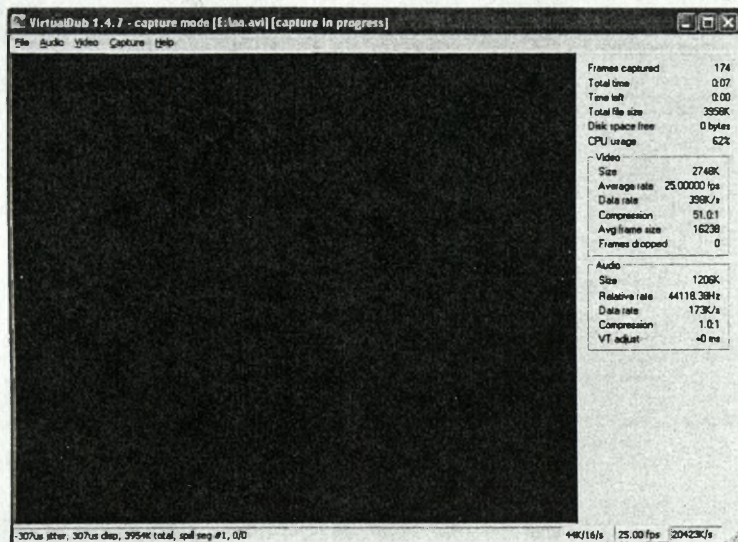 VirtualDub 1.4.7 - capture mode [E:\aa.avi] [capture in progress]
File Audio Video Capture Help
Frames captured 174
Total time 0:07
Time left 0:00
Total file size 3958K
Disk space free 0 bytes
CPU usage 62%
Video
Size 2748K
Average rate 25.00000 fps
Data rate 398K/s
Compression 51.0:1
Avg frame size 16238
Frames dropped 0
Audio
Size 1206K
Relative rate 44118.38Hz
Data rate 173K/s
Compression 1.0:1
VT adjust +0 ms
-307us jitter, 307us disp, 3954K total, spill seg #1, 0/0
44K/16/s 25.00 fps 20423K/s